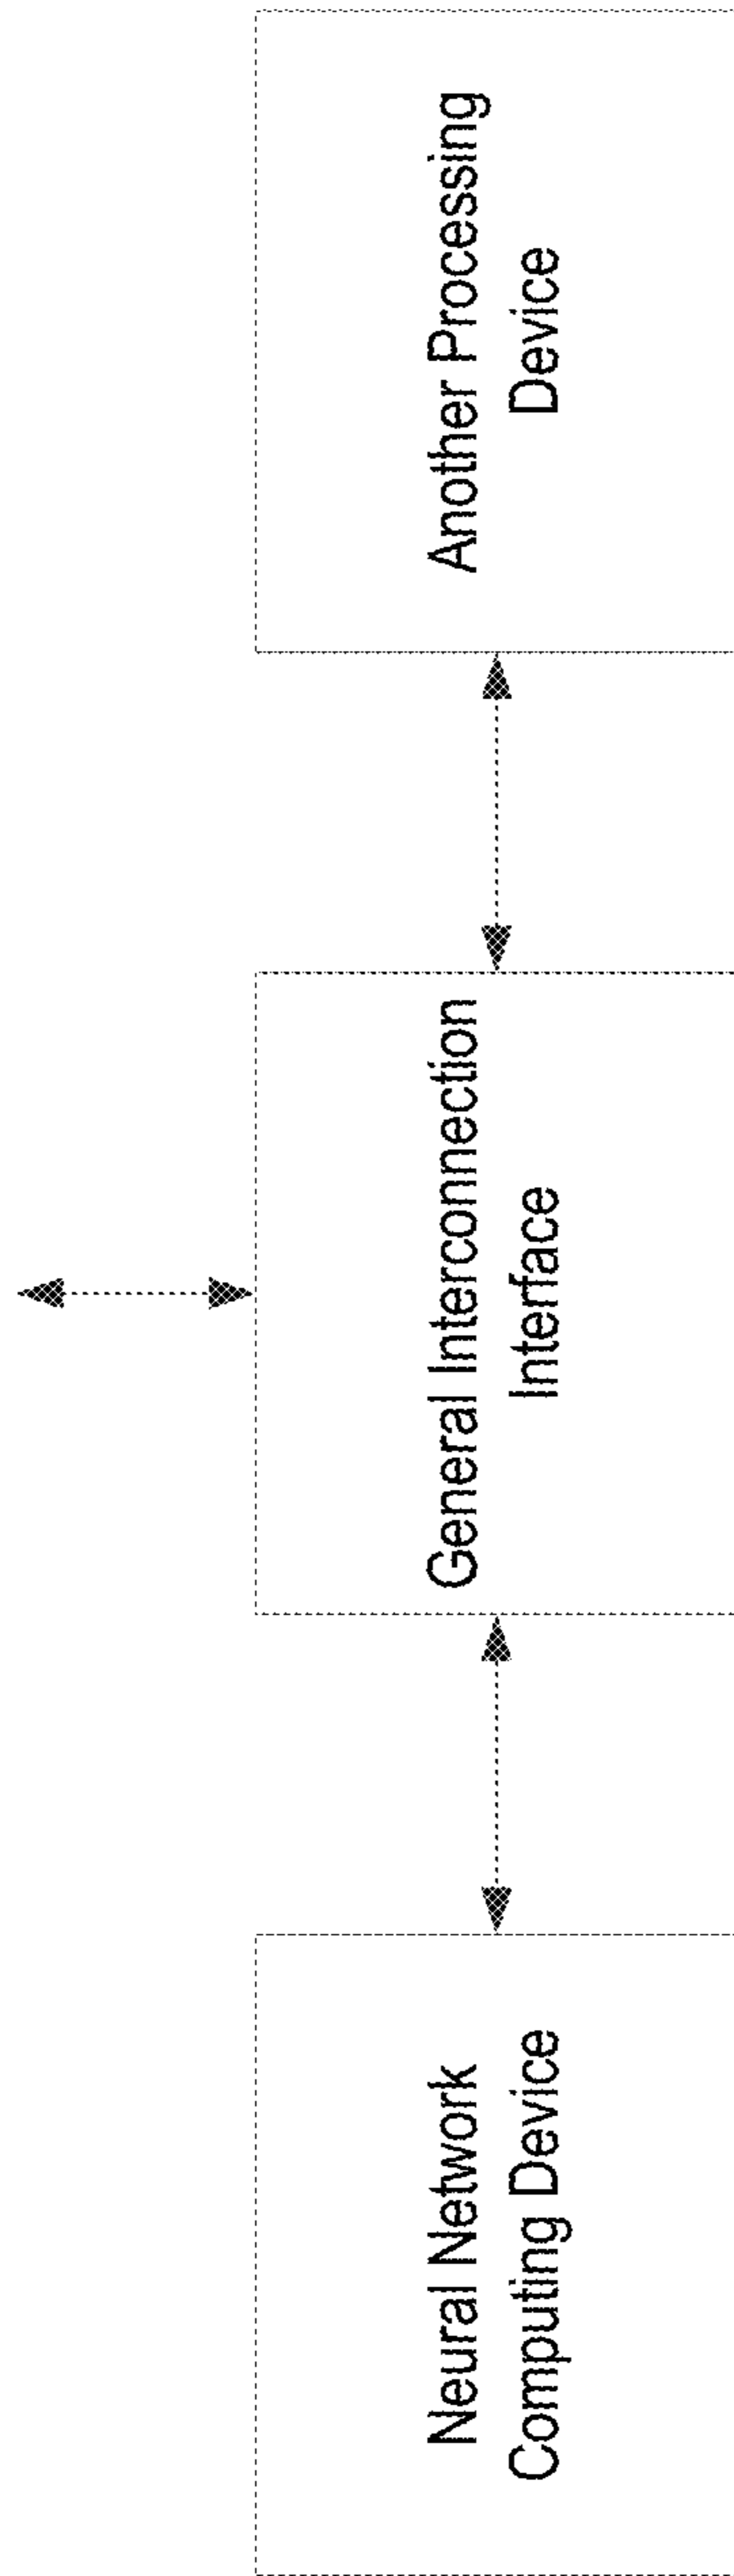 Neural Network
Computing Device
General Interconnection
Interface
Another Processing
Device